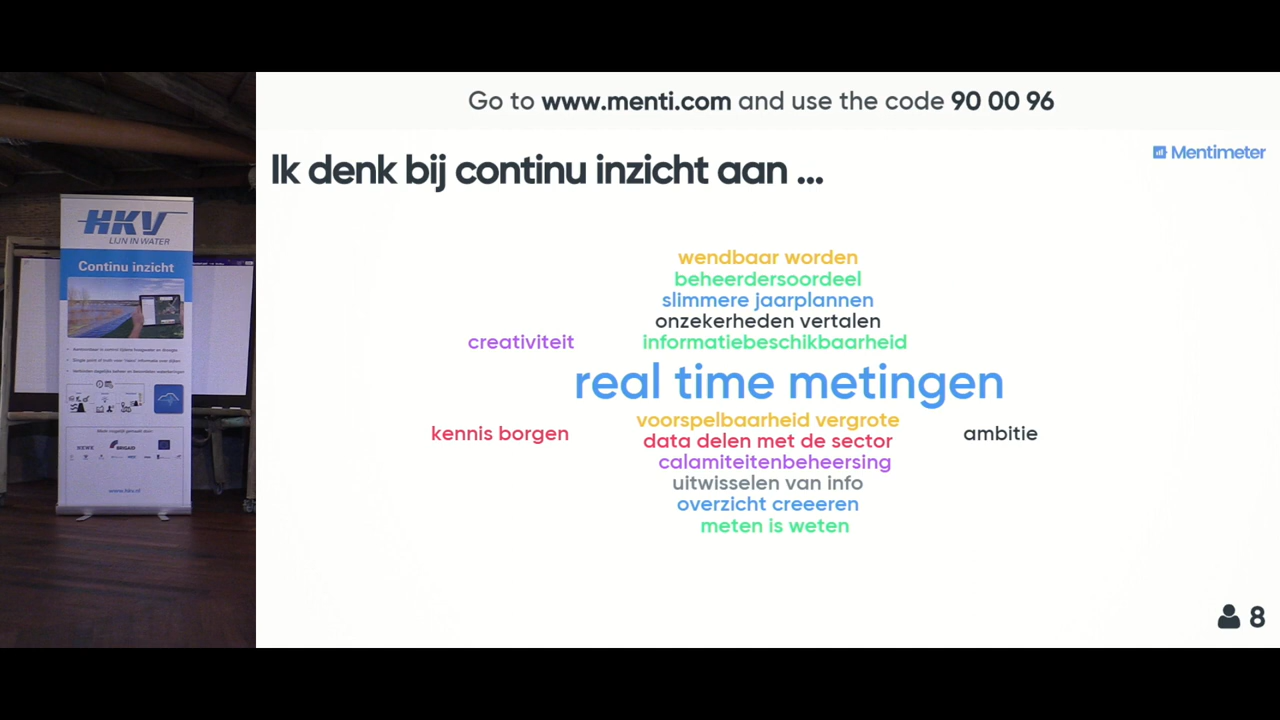 Go to www.menti.com and use the code 90 00 96
Mentimeter
Ik denk bij continu inzicht aan ...
wendbaar worden
beheerdersoordeel
slimmere jaarplannen
onzekerheden vertalen
creativiteit
informatiebeschikbaarheid
real time metingen
voorspelbaarheid vergrote
kennis borgen
data delen met de sector
ambitie
calamiteitenbeheersing
uitwisselen van info
overzicht creeeren
meten is weten
8
HKV
LIJN IN WATER
Continu inzicht
www.hkv.nl